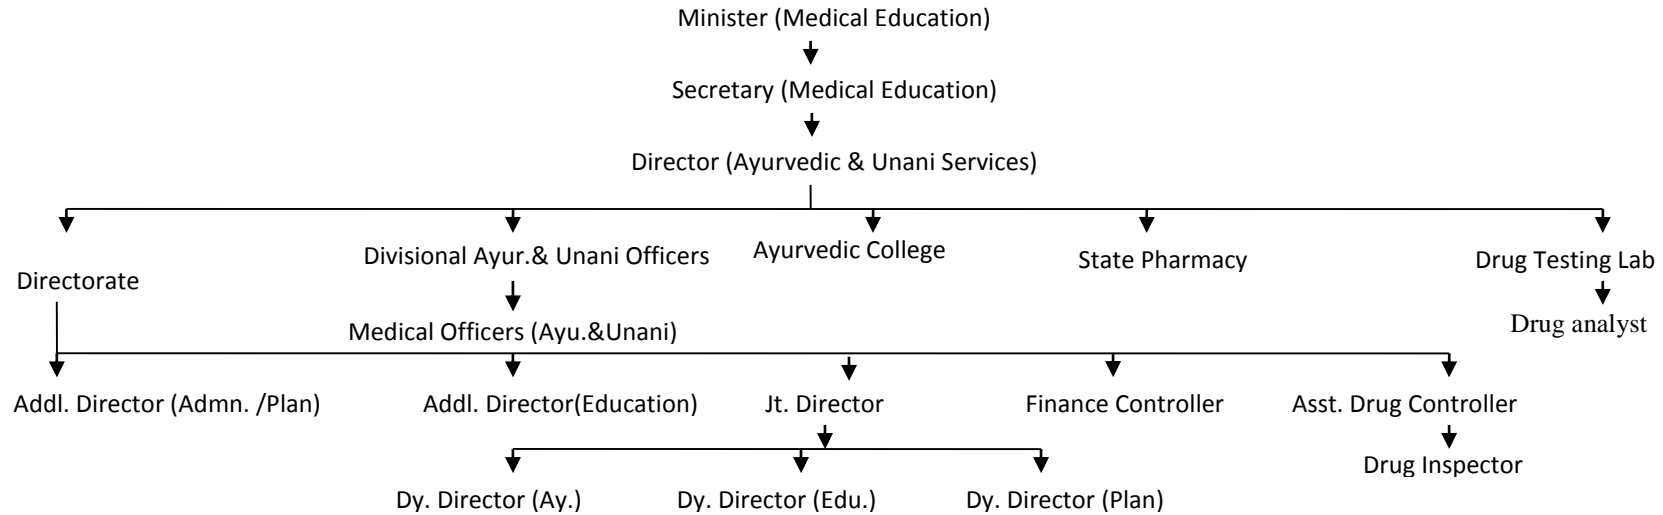 Minister (Medical Education)
Secretary (Medical Education)
Director (Ayurvedic & Unani Services)
Directorate
Divisional Ayur.& Unani Officers
Ayurvedic College
State Pharmacy
Drug Testing Lab
Medical Officers (Ayu.&Unani)
Drug analyst
Addl. Director (Admn. /Plan)
Addl. Director(Education)
Jt. Director
Finance Controller
Asst. Drug Controller
Drug Inspector
Dy. Director (Ay.)
Dy. Director (Edu.)
Dy. Director (Plan)